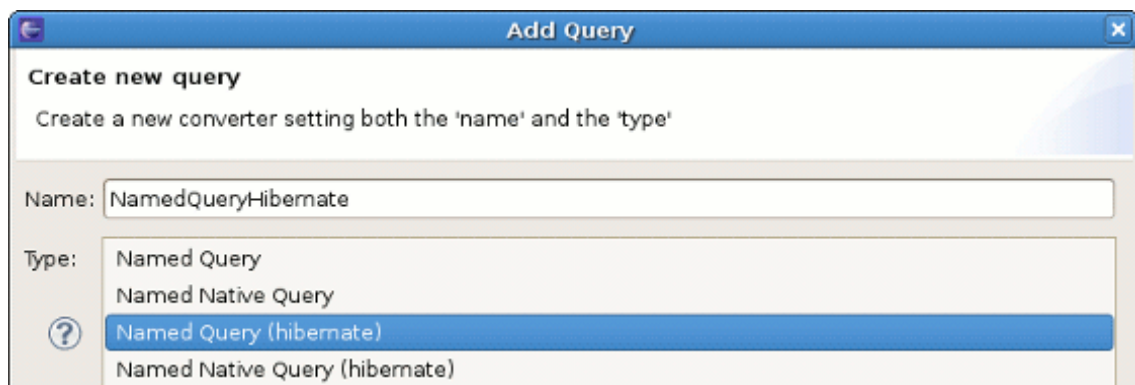 Add Query
Create new query
Create a new converter setting both the 'name' and the 'type'
Name: NamedQueryHibernate
Type: Named Query
Named Native Query
Named Query (hibernate)
Named Native Query (hibernate)